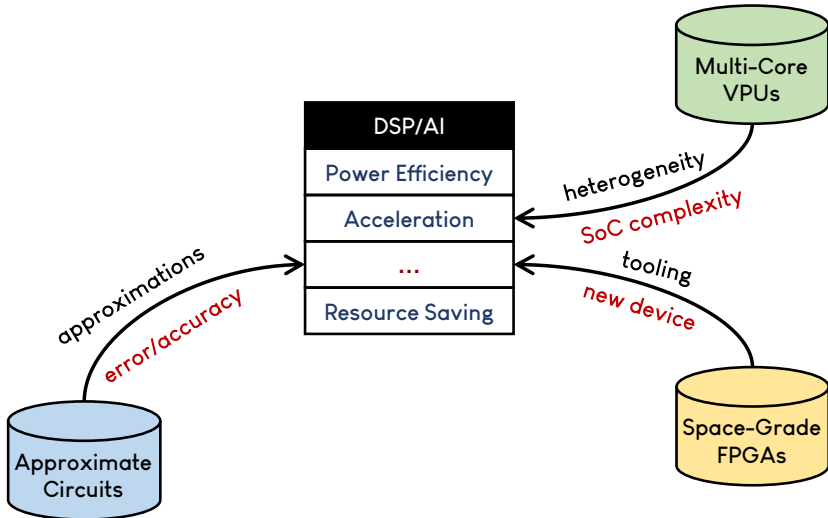 Multi-Core
VPUs
DSP/AI
Power Efficiency
Acceleration
...
Resource Saving
heterogeneity
SoC complexity
tooling
new device
approximations
error/accuracy
Approximate
Circuits
Space-Grade
FPGAs